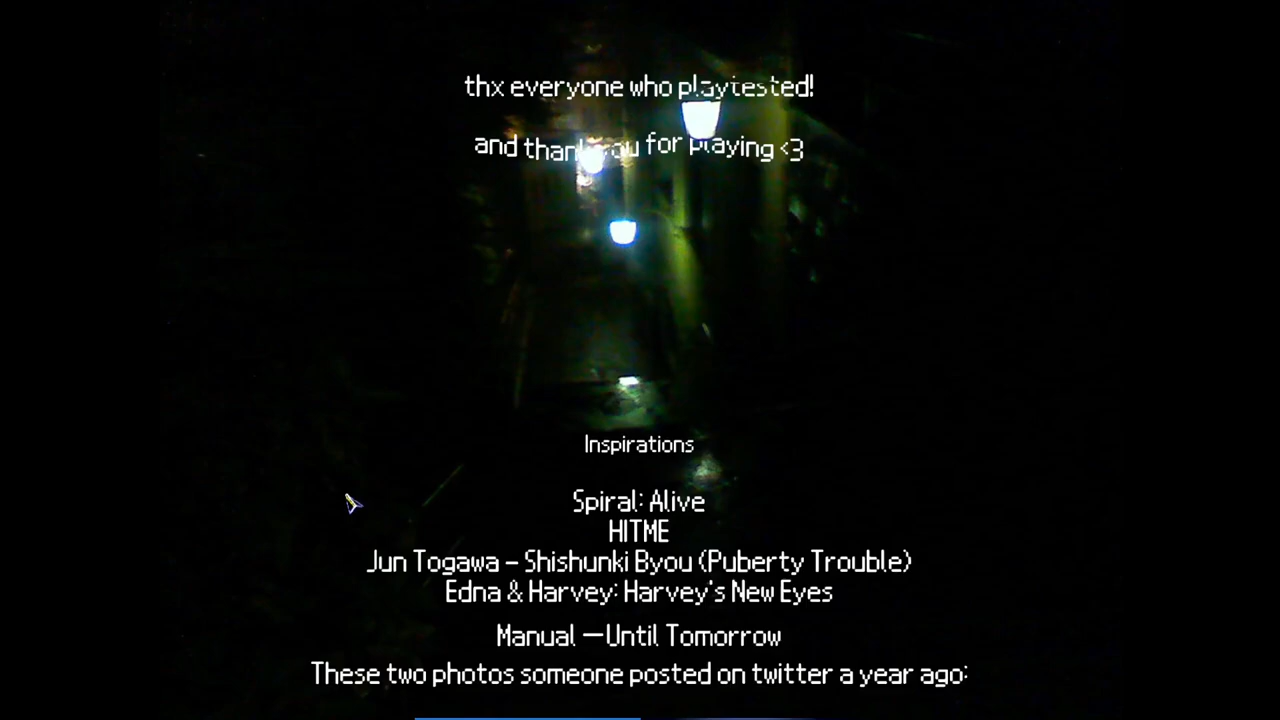 thx everyone who playtested!
and thank you for playing <3
Inspirations
Spiral: Alive
HITME
Jun Togawa – Shishunki Byou (Puberty Trouble)
Edna & Harvey: Harvey's New Eyes
Manual —Until Tomorrow
These two photos someone posted on twitter a year ago: